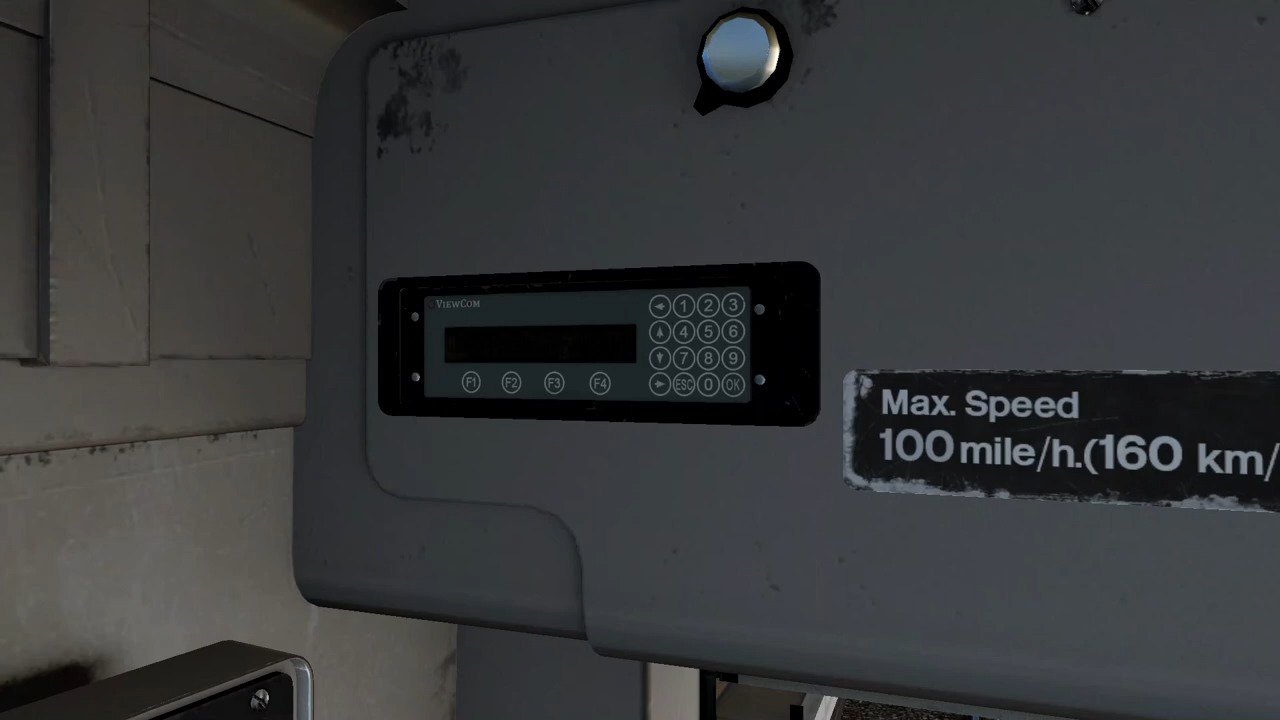 VIEWCOM
1 2 3
4 5 6
7 8 9
F1 F2 F3 F4 ESC 0 OK
Max. Speed
100 mile/h.(160 km/